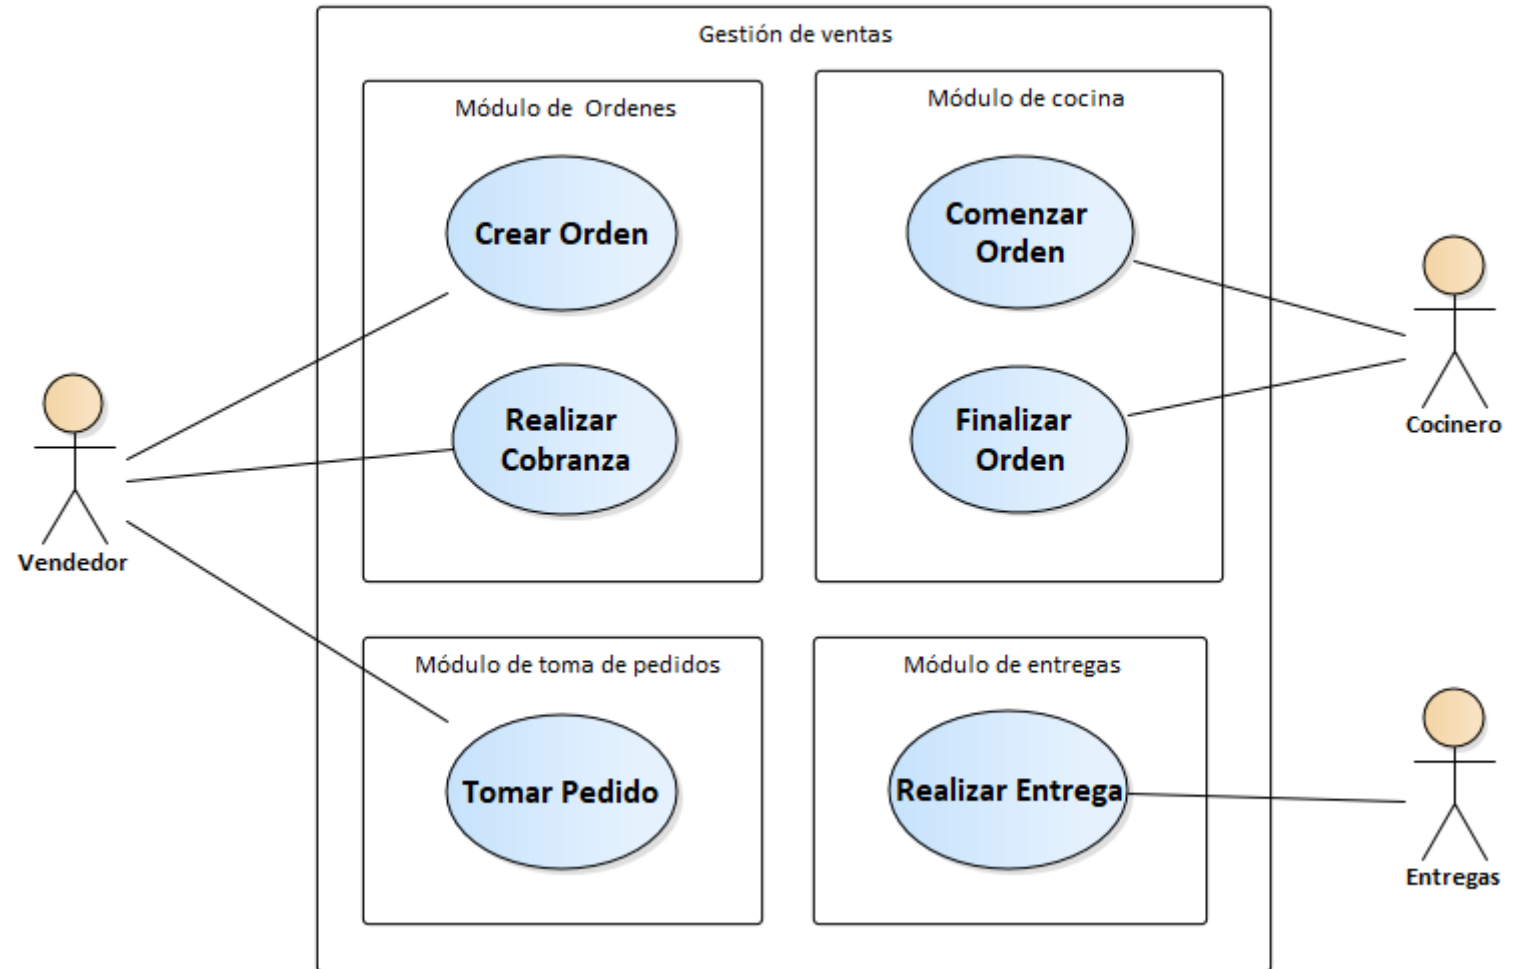 Gestión de ventas
Módulo de Ordenes
Crear Orden
Realizar
Cobranza
Módulo de cocina
Comenzar
Orden
Finalizar
Orden
Vendedor
Cocinero
Módulo de toma de pedidos
Tomar Pedido
Módulo de entregas
Realizar Entrega
Entregas